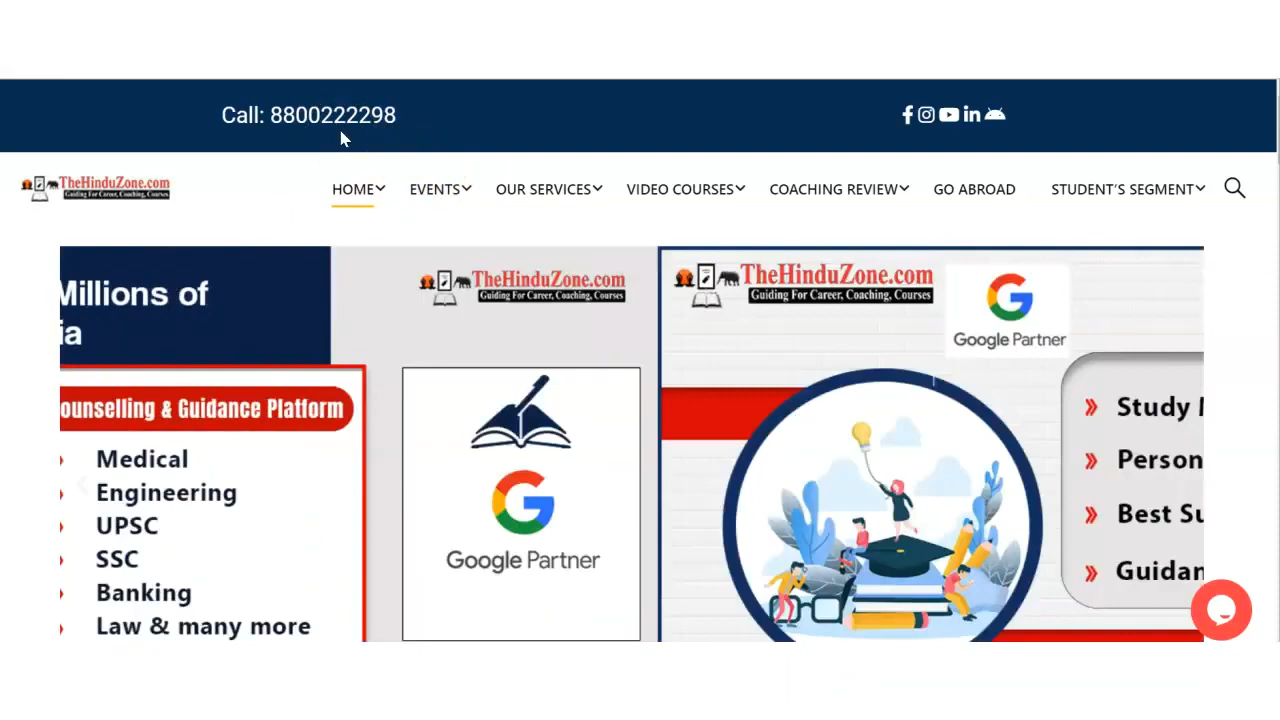 Call: 8800222298
TheHinduZone.com
Guiding For Career, Coaching, Courses
HOME EVENTS OUR SERVICES VIDEO COURSES COACHING REVIEW GO ABROAD STUDENT'S SEGMENT
Millions of
ia
ounselling & Guidance Platform
Medical
Engineering
UPSC
SSC
Banking
Law & many more
TheHinduZone.com
Guiding For Career, Coaching, Courses
Google Partner
TheHinduZone.com
Guiding For Career, Coaching, Courses
Google Partner
Study
Person
Best Su
Guidan